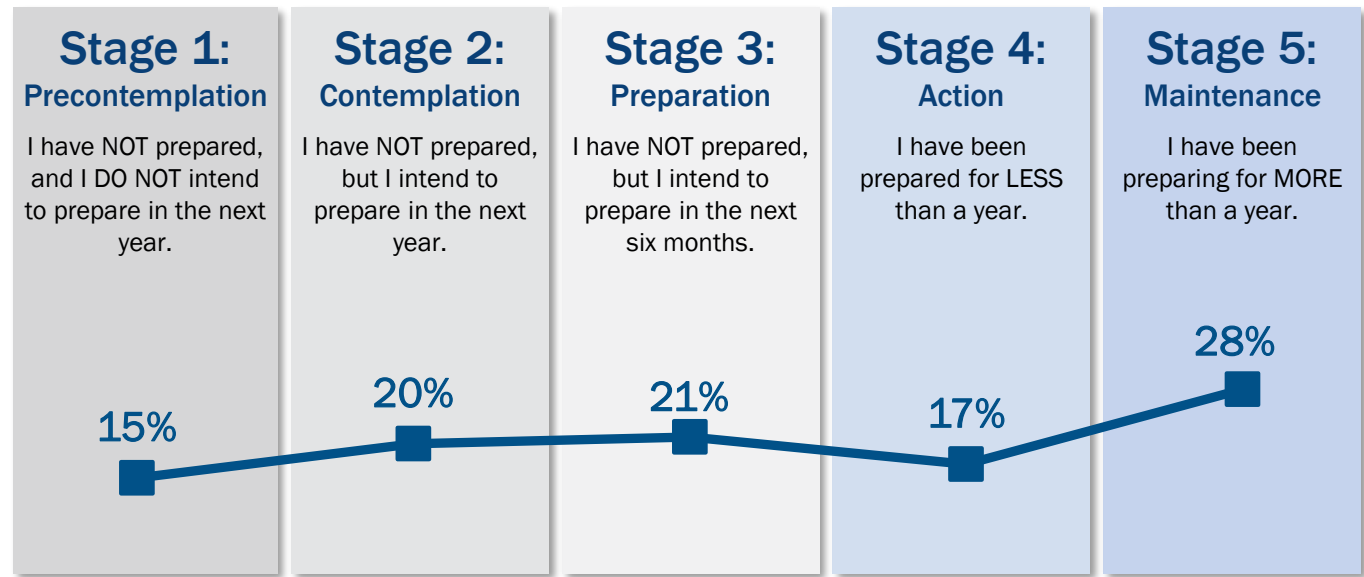 Stage 1:
Precontemplation
I have NOT prepared,
and I DO NOT intend
to prepare in the next
year.
15%
Stage 2:
Contemplation
I have NOT prepared,
but I intend to
prepare in the next
year.
20%
Stage 3:
Preparation
I have NOT prepared,
but I intend to
prepare in the next
six months.
21%
Stage 4:
Action
I have been
prepared for LESS
than a year.
17%
Stage 5:
Maintenance
I have been
preparing for MORE
than a year.
28%